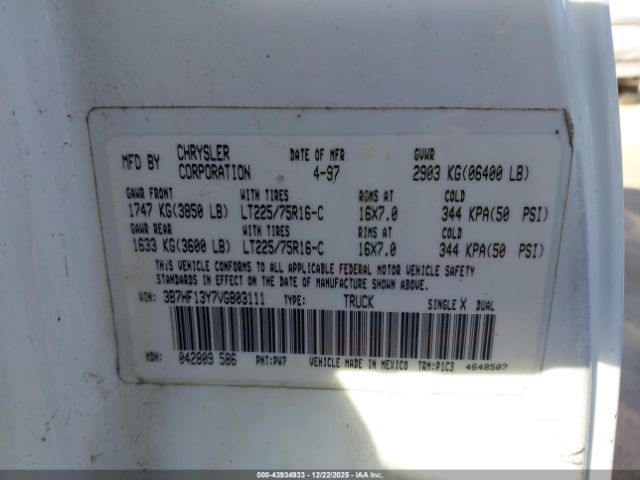 MFD BY CHRYSLER CORPORATION DATE OF MFR 4-97 GVWR 2903 KG(06400 LB)
GAWR FRONT WITH TIRES RIMS AT COLD
1747 KG(3850 LB) LT225/75R16-C 16X7.0 344 KPA(50 PSI)
GAWR REAR WITH TIRES RIMS AT COLD
1633 KG(3600 LB) LT225/75R16-C 16X7.0 344 KPA(50 PSI)
THIS VEHICLE CONFORMS TO ALL APPLICABLE FEDERAL MOTOR VEHICLE SAFETY
STANDARDS IN EFFECT ON THE DATE OF MANUFACTURE SHOWN ABOVE.
VIN: 3B7HF13Y7VG803111 TYPE: TRUCK SINGLE X DUAL
MDH: 042809 586 PNT:PW7 VEHICLE MADE IN MEXICO TRM:P1C3 4648507
000-43934933 - 12/22/2025 - IAA Inc.